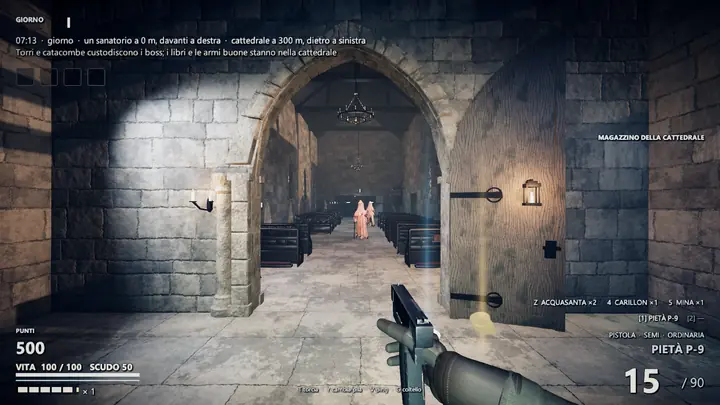 GIORNO
07:13 · giorno · un sanatorio a 0 m, davanti a destra · cattedrale a 300 m, dietro a sinistra
Torri e catacombe custodiscono i boss; i libri e le armi buone stanno nella cattedrale
MAGAZZINO DELLA CATTEDRALE
Z ACQUASANTA ×2 4 CARILLON ×1 5 MINA ×1
[1] PIETÀ P-9 [2] —
PISTOLA · SEMI · ORDINARIA
PIETÀ P-9
15 / 90
PUNTI
500
VITA 100 / 100 SCUDO 50
× 1
coltello